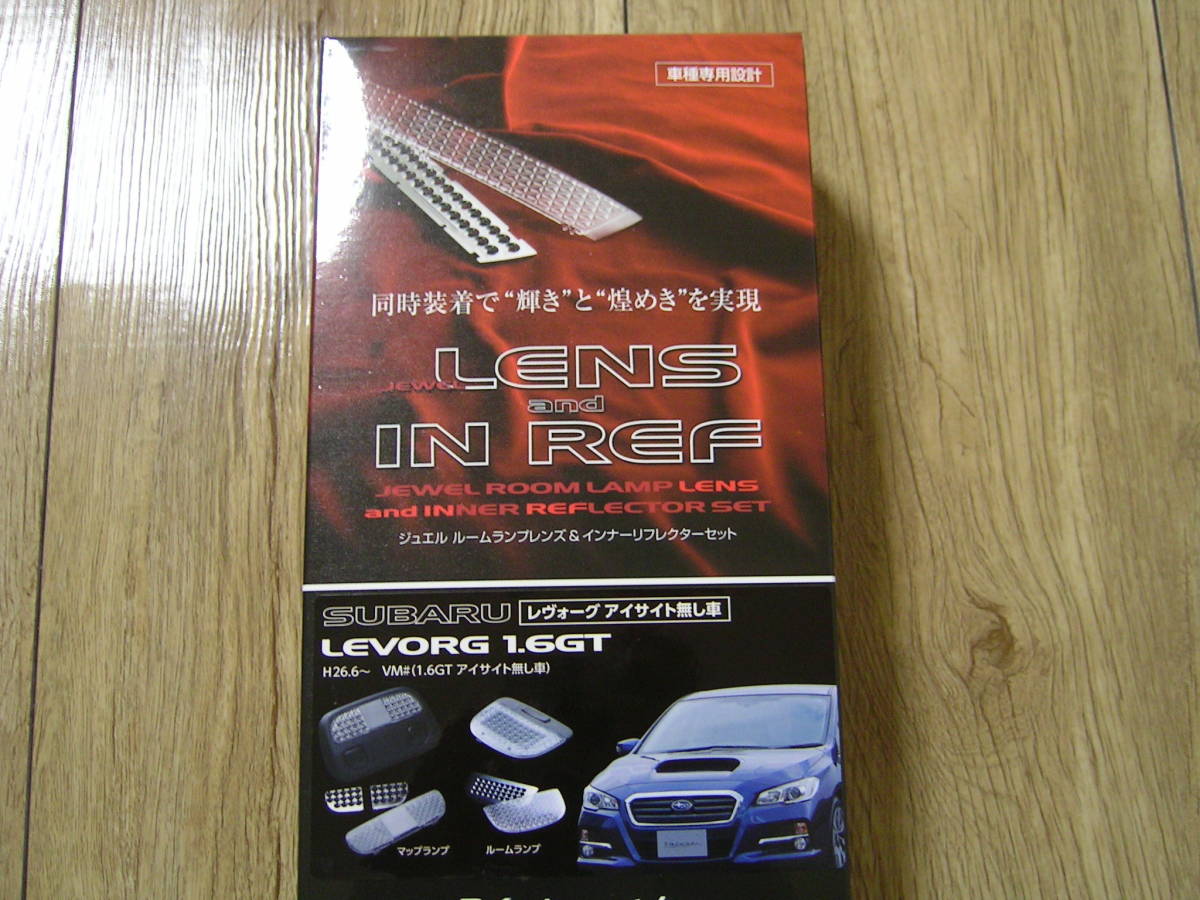 車種専用設計
同時装着で“輝き”と“煌めき”を実現
JEWEL LENS
and
IN REF
JEWEL ROOM LAMP LENS
and INNER REFLECTOR SET
ジュエル ルームランプレンズ&インナーリフレクターセット
SUBARU レヴォーグ アイサイト無し車
LEVORG 1.6GT
H26.6〜 VM#(1.6GT アイサイト無し車)
マップランプ ルームランプ